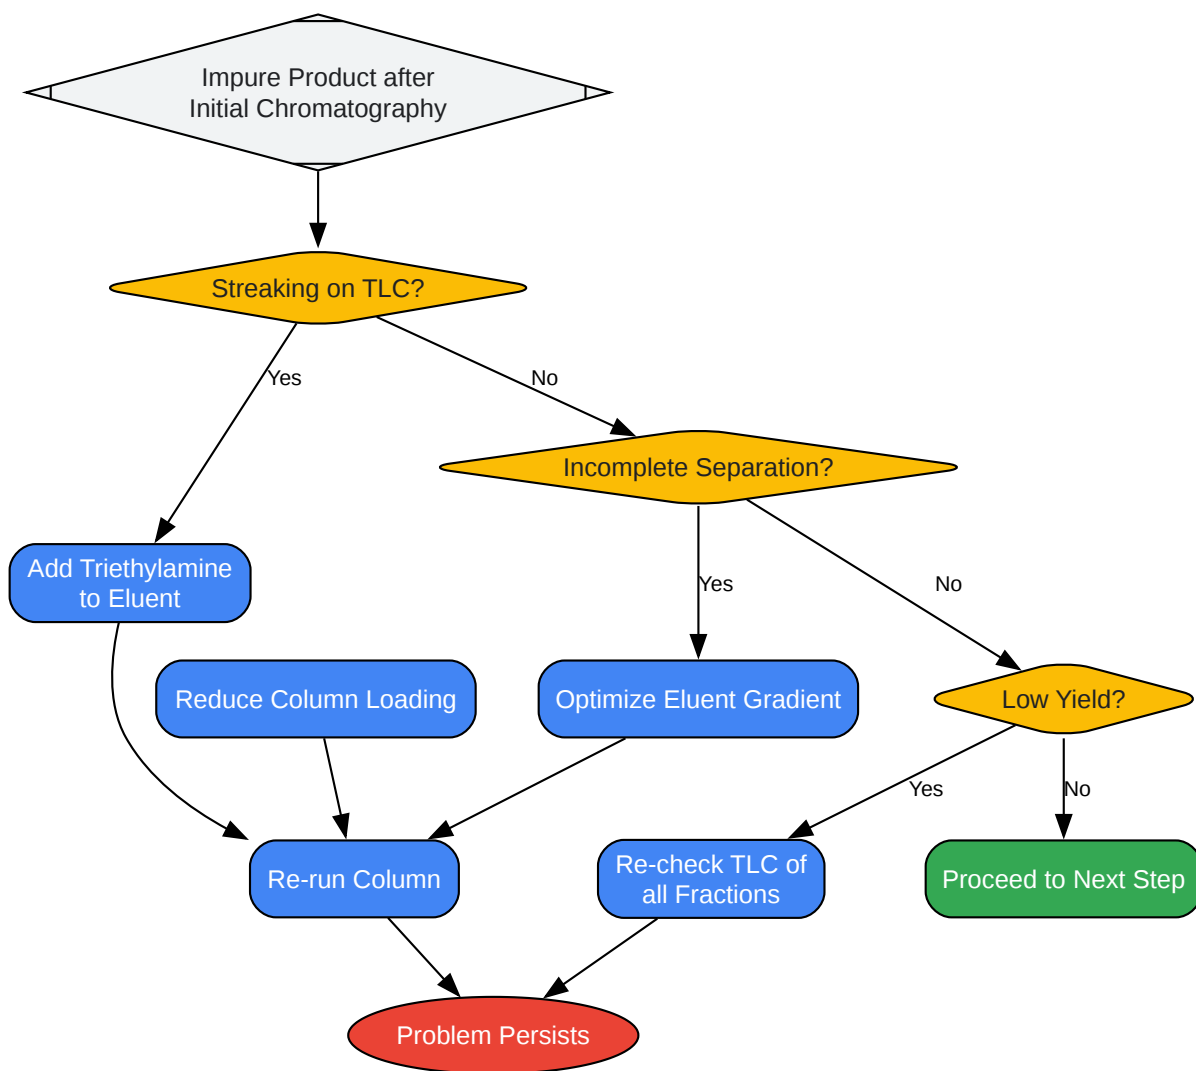 Impure Product after
Initial Chromatography
Streaking on TLC?
Yes
No
Incomplete Separation?
Add Triethylamine
to Eluent
Yes
No
Reduce Column Loading
Optimize Eluent Gradient
Low Yield?
Yes
No
Re-run Column
Re-check TLC of
all Fractions
Proceed to Next Step
Problem Persists